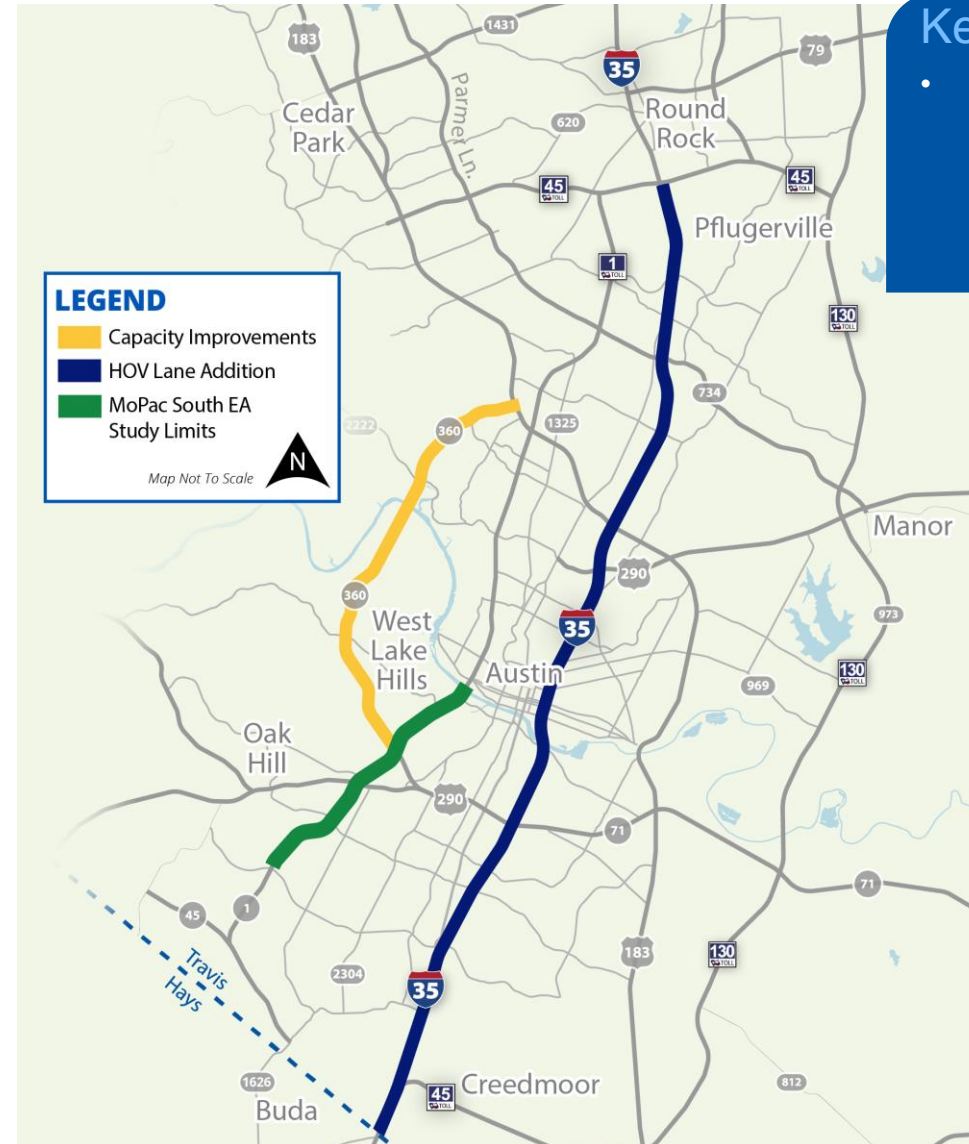 Ke
•
183
1431
35
79
Cedar
Park
Parmer Ln.
620
Round
Rock
45
TOLL
45
TOLL
Pflugerville
1
TOLL
LEGEND
Capacity Improvements
HOV Lane Addition
MoPac South EA
Study Limits
Map Not To Scale
N
130
TOLL
734
2222
360
1325
Manor
290
360
35
973
West
Lake
Hills
Austin
130
TOLL
969
Oak
Hill
290
71
71
45
1
183
130
TOLL
Travis
Hays
2304
35
1626
Buda
45
TOLL
Creedmoor
812